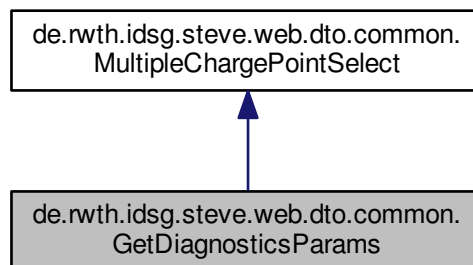 de.rwth.idsg.steve.web.dto.common.
MultipleChargePointSelect
de.rwth.idsg.steve.web.dto.common.
GetDiagnosticsParams